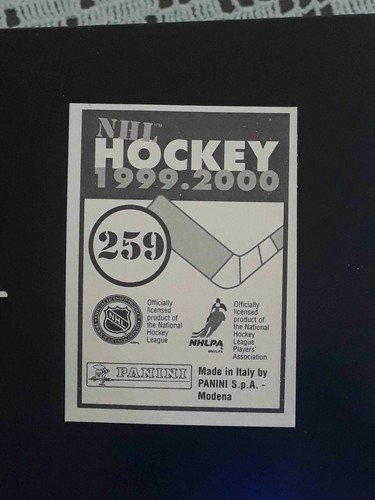 NHL
HOCKEY
1999.2000
259
NHL
Officially
licensed
product of
the National
Hockey
League
NHLPA
Officially
licensed
product of
the National
Hockey
League
Players'
Association
PANINI
Made in Italy by
PANINI S.p.A. -
Modena